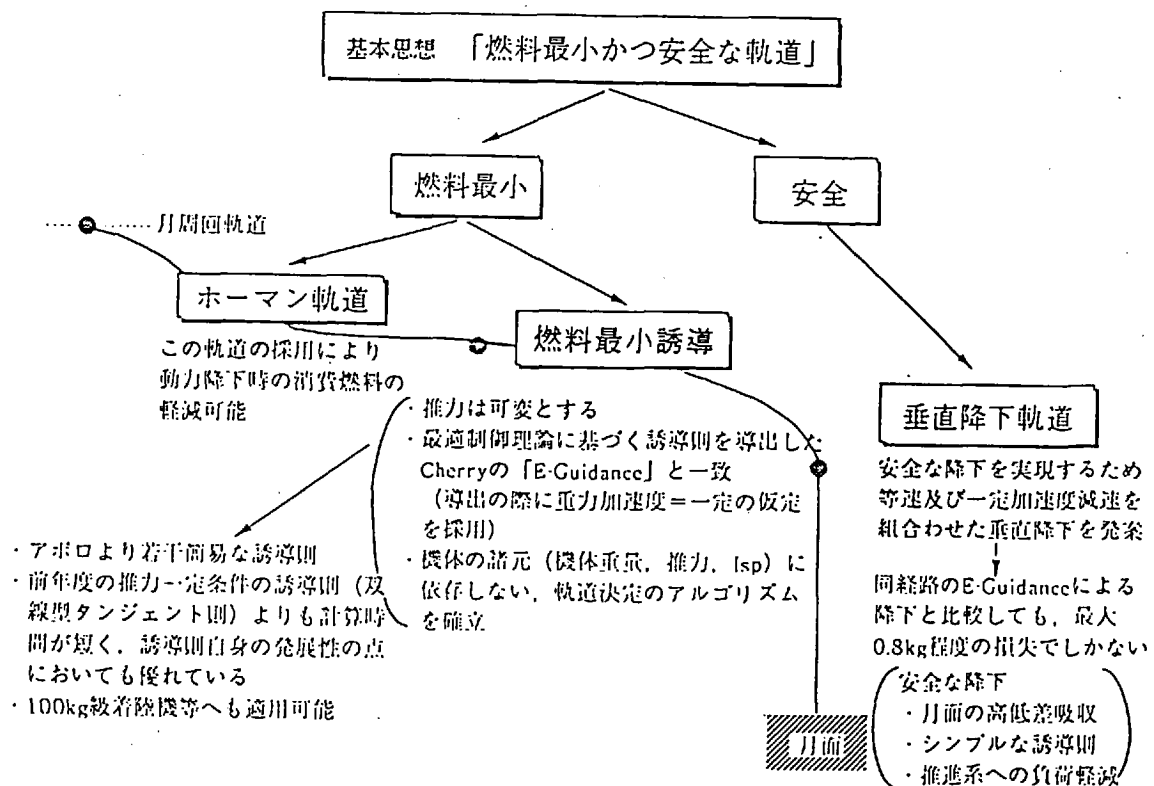 基本思想 「燃料最小かつ安全な軌道」
燃料最小
安全
月周回軌道
ホーマン軌道
この軌道の採用により
動力降下時の消費燃料の
軽減可能
燃料最小誘導
・推力は可変とする
・最適制御理論に基づく誘導則を導出した
Cherryの「E-Guidance」と一致
（導出の際に重力加速度＝一定の仮定
を採用）
・機体の諸元（機体重量，推力，Isp）に
依存しない，軌道決定のアルゴリズム
を確立
・アポロより若干簡易な誘導則
・前年度の推力一定条件の誘導則（双
線型タンジェント則）よりも計算時
間が短く，誘導則自身の発展性の点
においても優れている
・100kg級着陸機等へも適用可能
垂直降下軌道
安全な降下を実現するため
等速及び一定加速度減速を
組合わせた垂直降下を発案
同経路のE-Guidanceによる
降下と比較しても，最大
0.8kg程度の損失でしかない
安全な降下
・月面の高低差吸収
・シンプルな誘導則
・推進系への負荷軽減
月面